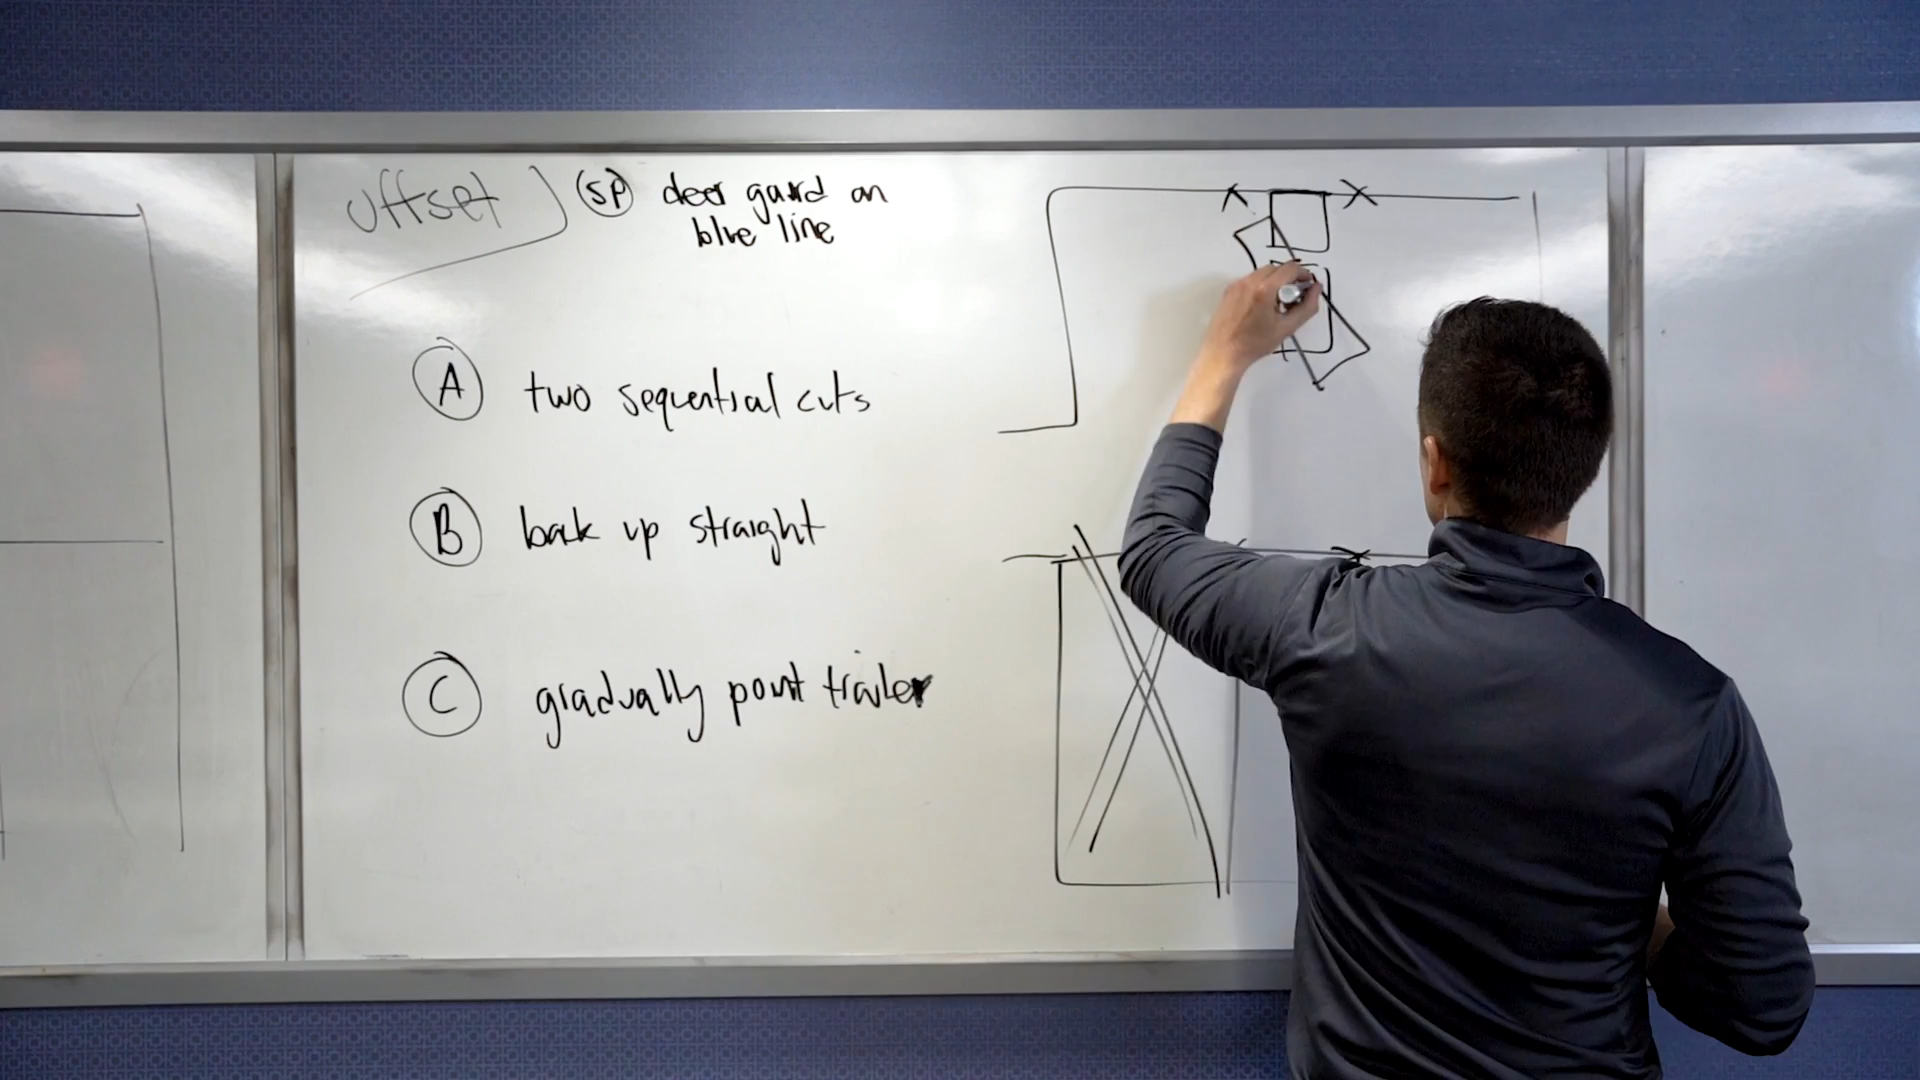 offset
(SP) deer guard on
blue line
A two sequential cuts
B back up straight
C gradually point trailer